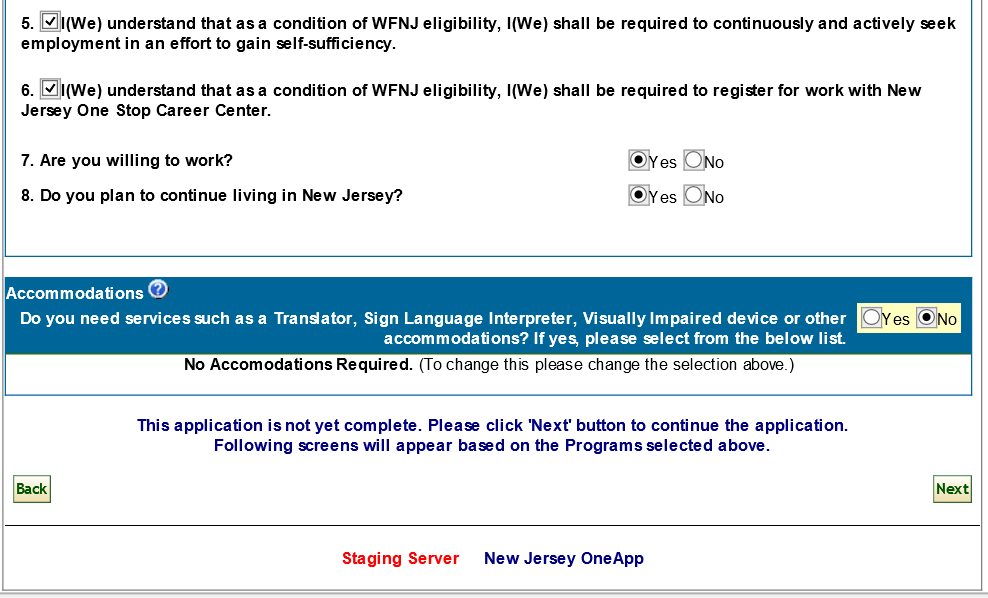 5. I(We) understand that as a condition of WFNJ eligibility, I(We) shall be required to continuously and actively seek
employment in an effort to gain self-sufficiency.
6. I(We) understand that as a condition of WFNJ eligibility, I(We) shall be required to register for work with New
Jersey One Stop Career Center.
7. Are you willing to work? Yes No
8. Do you plan to continue living in New Jersey? Yes No
Accommodations ?
Do you need services such as a Translator, Sign Language Interpreter, Visually Impaired device or other Yes No
accommodations? If yes, please select from the below list.
No Accomodations Required. (To change this please change the selection above.)
This application is not yet complete. Please click 'Next' button to continue the application.
Following screens will appear based on the Programs selected above.
Back Next
Staging Server New Jersey OneApp